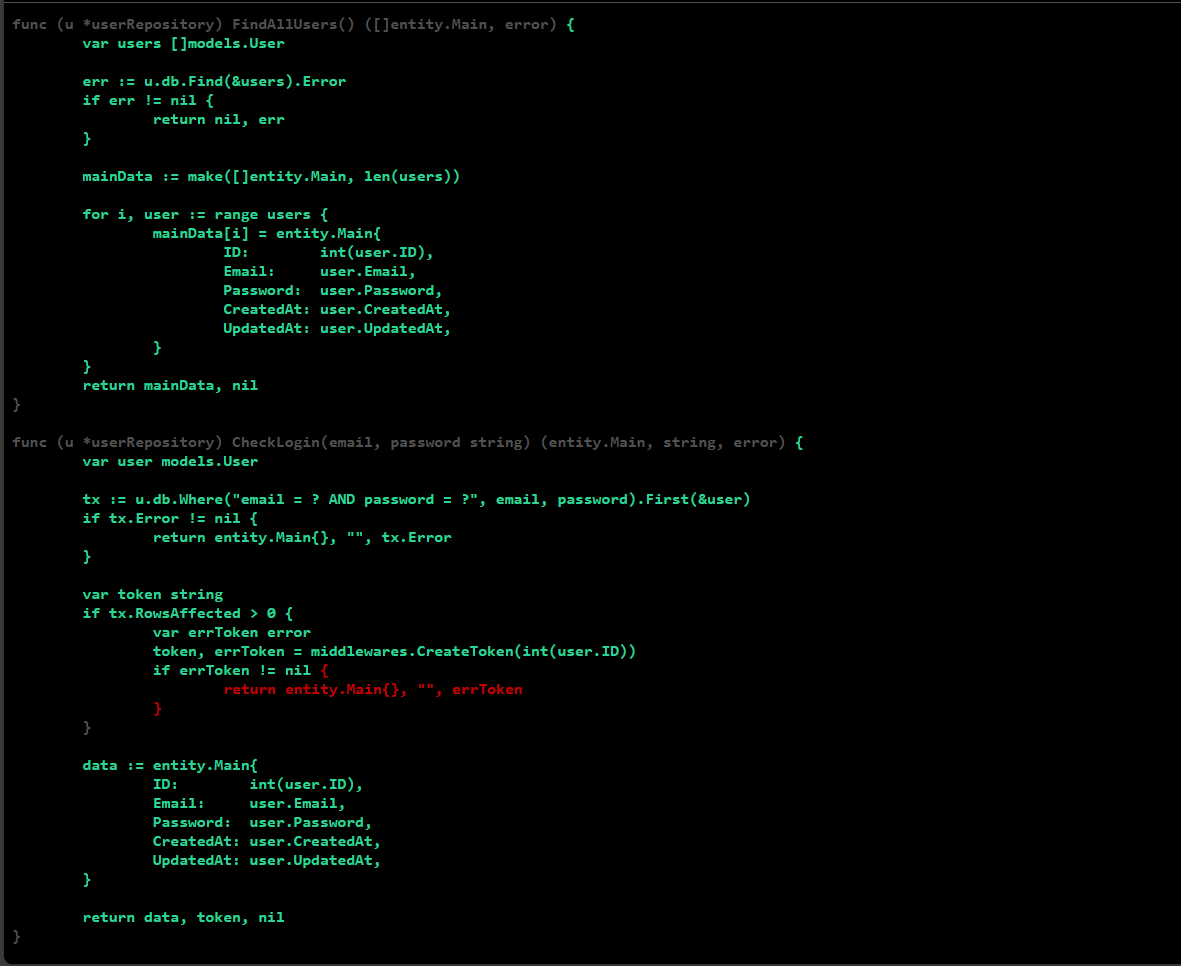 func (u *userRepository) FindAllUsers() ([]entity.Main, error) {
        var users []models.User

        err := u.db.Find(&users).Error
        if err != nil {
                return nil, err
        }

        mainData := make([]entity.Main, len(users))

        for i, user := range users {
                mainData[i] = entity.Main{
                        ID:        int(user.ID),
                        Email:     user.Email,
                        Password:  user.Password,
                        CreatedAt: user.CreatedAt,
                        UpdatedAt: user.UpdatedAt,
                }
        }
        return mainData, nil
}

func (u *userRepository) CheckLogin(email, password string) (entity.Main, string, error) {
        var user models.User

        tx := u.db.Where("email = ? AND password = ?", email, password).First(&user)
        if tx.Error != nil {
                return entity.Main{}, "", tx.Error
        }

        var token string
        if tx.RowsAffected > 0 {
                var errToken error
                token, errToken = middlewares.CreateToken(int(user.ID))
                if errToken != nil {
                        return entity.Main{}, "", errToken
                }
        }

        data := entity.Main{
                ID:        int(user.ID),
                Email:     user.Email,
                Password:  user.Password,
                CreatedAt: user.CreatedAt,
                UpdatedAt: user.UpdatedAt,
        }

        return data, token, nil
}